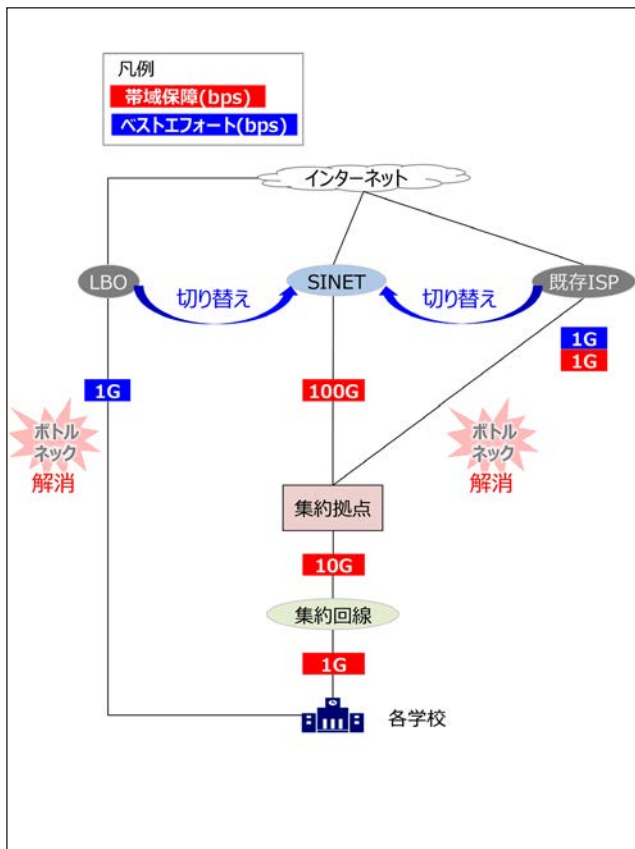 凡例
帯域保障(bps)
ベストエフォート(bps)
インターネット
LBO
切り替え
SINET
切り替え
既存ISP
1G
1G
1G
100G
ボトル
ネック
解消
ボトル
ネック
解消
集約拠点
10G
集約回線
1G
各学校